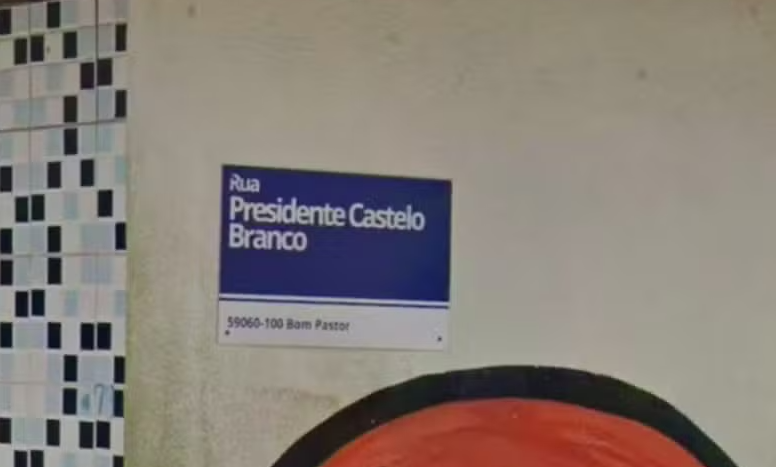 Rua
Presidente Castelo
Branco
59060-100 Bom Pastor